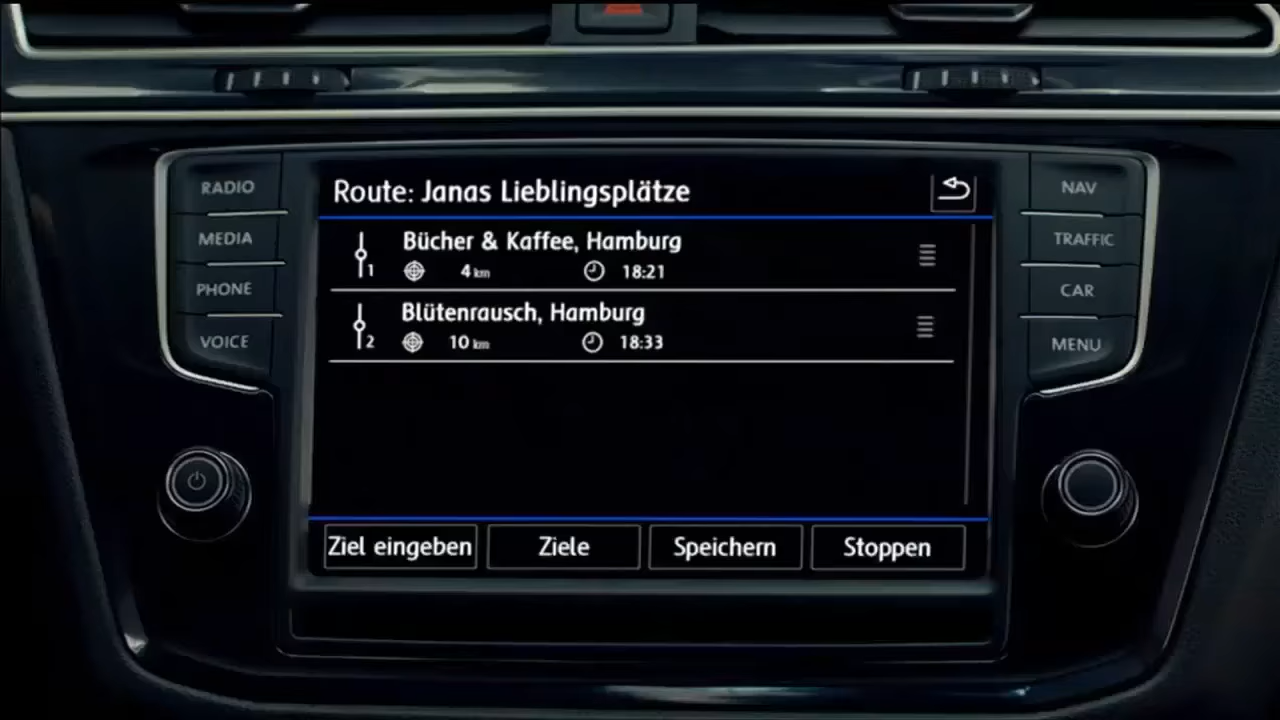 RADIO
MEDIA
PHONE
VOICE
Route: Janas Lieblingsplätze
1 Bücher & Kaffee, Hamburg
4 km 18:21
2 Blütenrausch, Hamburg
10 km 18:33
Ziel eingeben Ziele Speichern Stoppen
NAV
TRAFFIC
CAR
MENU